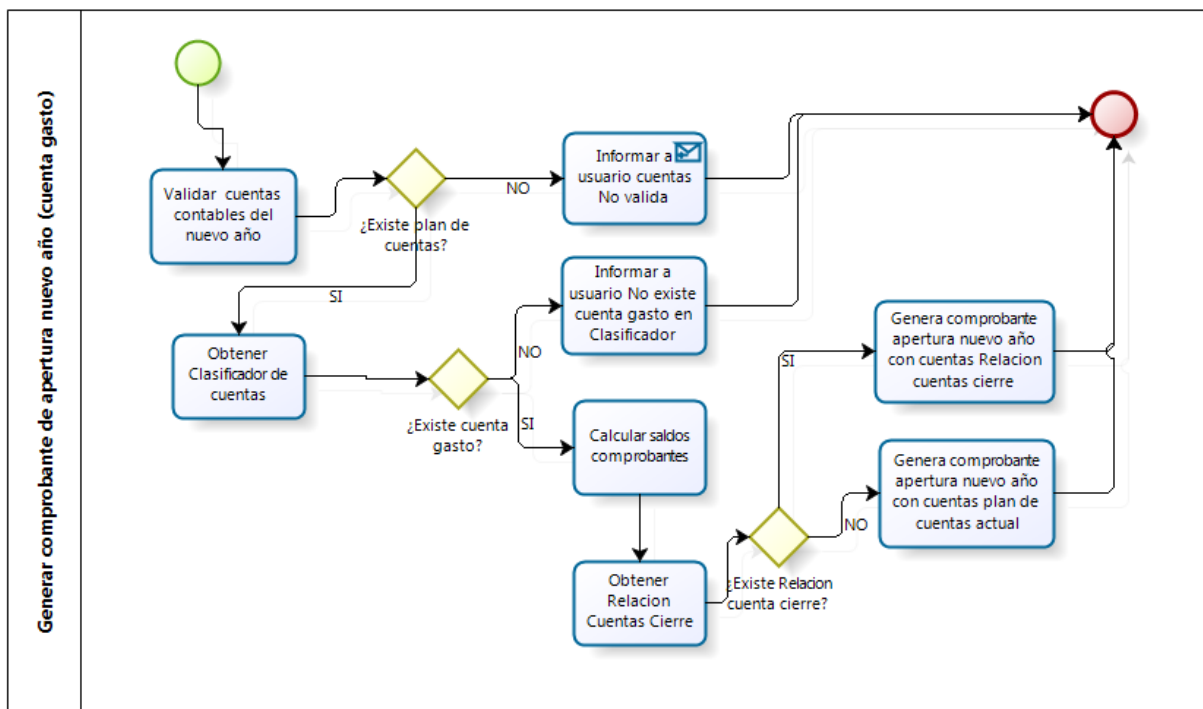 Generar comprobante de apertura nuevo año (cuenta gasto)
Validar cuentas
contables del
nuevo año
¿Existe plan de
cuentas?
NO
SI
Informar a
usuario cuentas
No valida
Obtener
Clasificador de
cuentas
¿Existe cuenta
gasto?
NO
SI
Informar a
usuario No existe
cuenta gasto en
Clasificador
Calcular saldos
comprobantes
Obtener
Relacion
Cuentas Cierre
¿Existe Relacion
cuenta cierre?
SI
NO
Genera comprobante
apertura nuevo año
con cuentas Relacion
cuentas cierre
Genera comprobante
apertura nuevo año
con cuentas plan de
cuentas actual